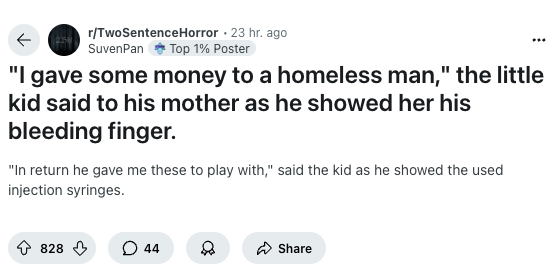 r/TwoSentenceHorror • 23 hr. ago
SuvenPan Top 1% Poster
"I gave some money to a homeless man," the little
kid said to his mother as he showed her his
bleeding finger.
"In return he gave me these to play with," said the kid as he showed the used
injection syringes.
828 44 Share